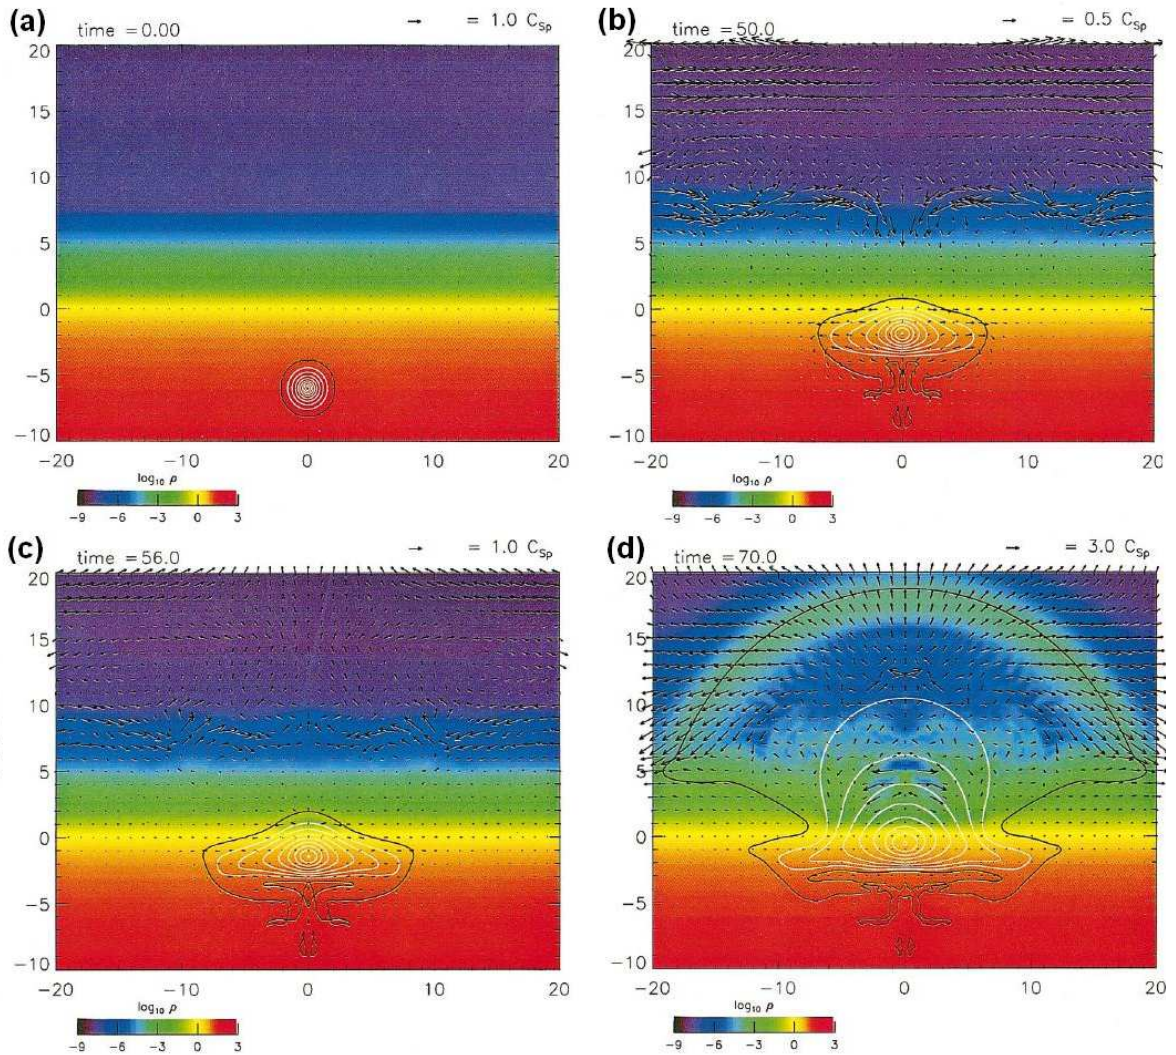 (a)
time =0.00
→ = 1.0 C_Sp
20
15
10
5
0
−5
−10
−20 −10 0 10 20
log₁₀ ρ
−9 −6 −3 0 3
(b)
time =50.0
→ = 0.5 C_Sp
20
15
10
5
0
−5
−10
−20 −10 0 10 20
log₁₀ ρ
−9 −6 −3 0 3
(c)
time =56.0
→ = 1.0 C_Sp
20
15
10
5
0
−5
−10
−20 −10 0 10 20
log₁₀ ρ
−9 −6 −3 0 3
(d)
time =70.0
→ = 3.0 C_Sp
20
15
10
5
0
−5
−10
−20 −10 0 10 20
log₁₀ ρ
−9 −6 −3 0 3